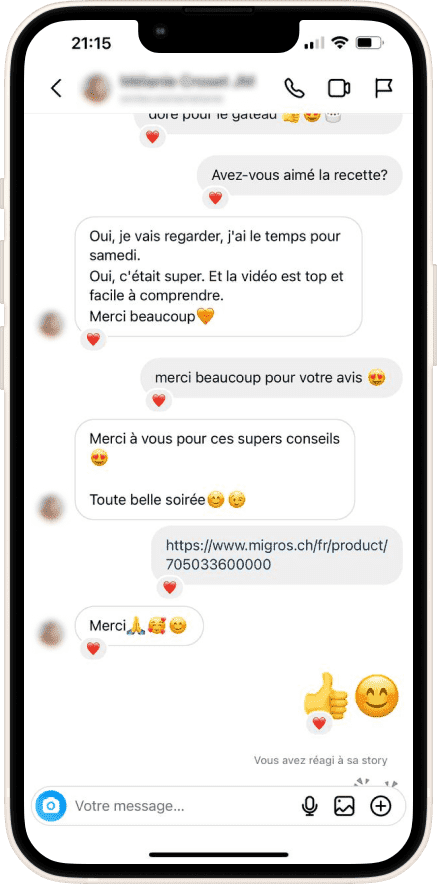 21:15
pour le gâteau 👍😍
Avez-vous aimé la recette?
Oui, je vais regarder, j'ai le temps pour
samedi.
Oui, c'était super. Et la vidéo est top et
facile à comprendre.
Merci beaucoup🧡
merci beaucoup pour votre avis 😍
Merci à vous pour ces supers conseils
😍
Toute belle soirée😊😉
https://www.migros.ch/fr/product/
705033600000
Merci🙏🥰😊
👍😊
Vous avez réagi à sa story
Votre message...